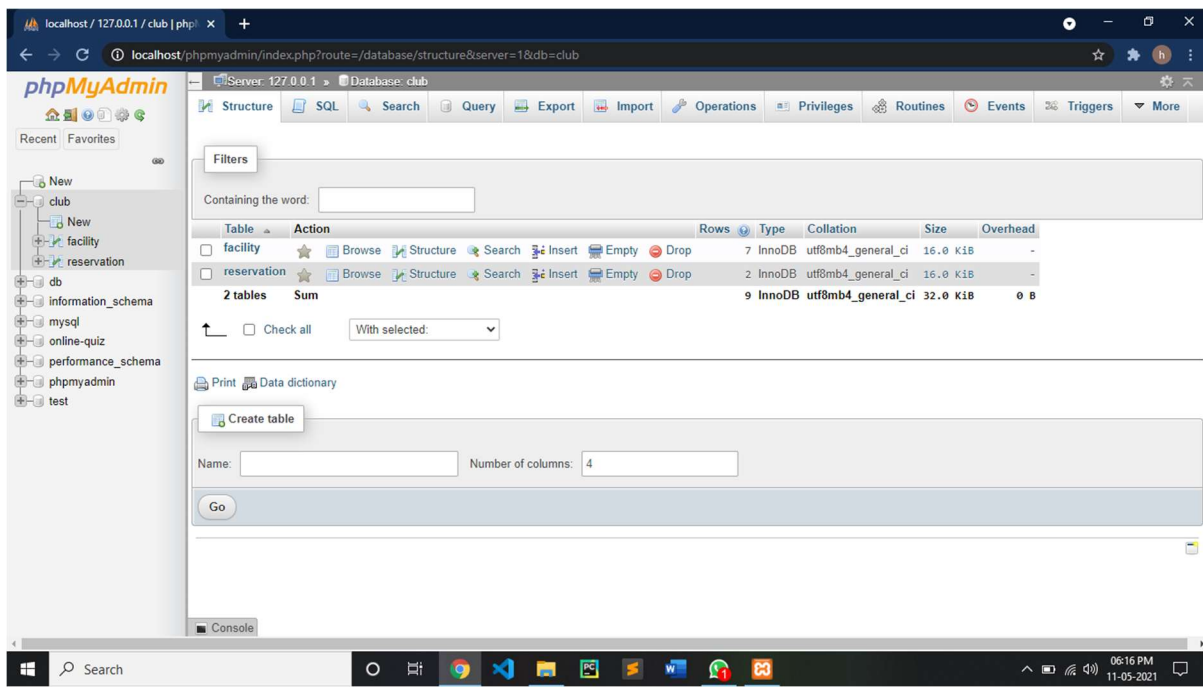 localhost / 127.0.0.1 / club | ph
localhost/phpmyadmin/index.php?route=/database/structure&server=1&db=club
h
phpMyAdmin
Recent Favorites
New
club
New
facility
reservation
db
information_schema
mysql
online-quiz
performance_schema
phpmyadmin
test
Server: 127.0.0.1 » Database: club
Structure SQL Search Query Export Import Operations Privileges Routines Events Triggers More
Filters
Containing the word:
Table Action Rows Type Collation Size Overhead
facility Browse Structure Search Insert Empty Drop 7 InnoDB utf8mb4_general_ci 16.0 KiB -
reservation Browse Structure Search Insert Empty Drop 2 InnoDB utf8mb4_general_ci 16.0 KiB -
2 tables Sum 9 InnoDB utf8mb4_general_ci 32.0 KiB 0 B
Check all With selected:
Print Data dictionary
Create table
Name: Number of columns: 4
Go
Console
Search
PC
W
1
06:16 PM
11-05-2021